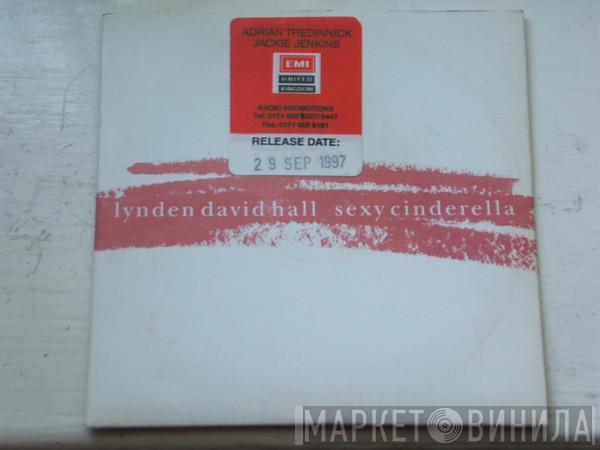 ADRIAN TREDINNICK
JACKIE JENKINS
EMI
UNITED
KINGDOM
RADIO PROMOTIONS
RELEASE DATE:
29 SEP 1997
lynden david hall sexy cinderella
МАРКЕТ ВИНИЛА